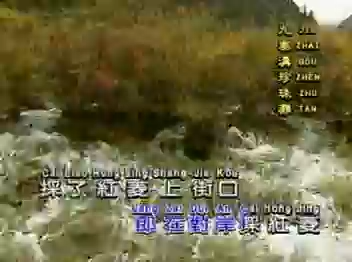 九 JIU
寨 ZHAI
溝 GOU
珍 ZHEN
珠 ZHU
灘 TAN
Cai Liao Hong Ling Shang Jie Kou
採了紅菱上街口
Lang Zai Dui An Cai Hong Ling
郎在對岸採紅菱